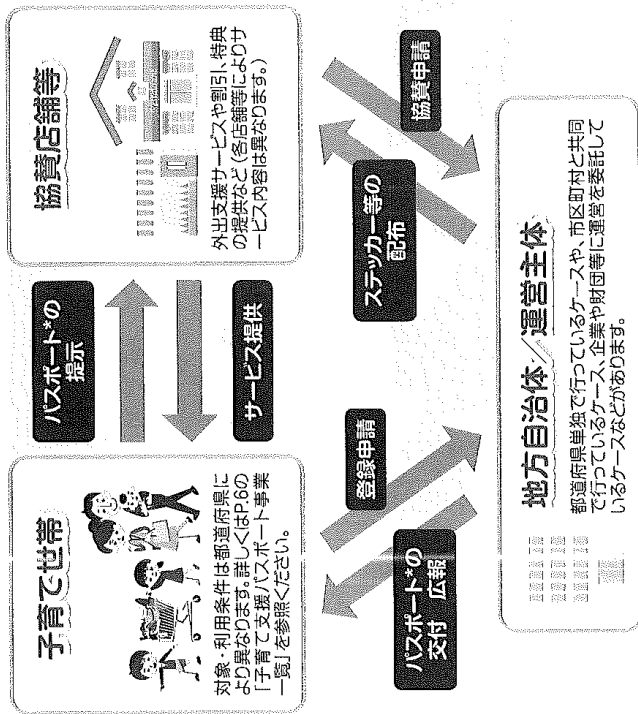 子育て世帯
対象・利用条件は都道府県に
より異なります。詳しくはP.6の
「子育て支援パスポート事業
一覧」を参照ください。
パスポート*の
提示
サービス提供
協賛店舗等
外出支援サービスや割引、特典
の提供など(各店舗等によりサ
ービス内容は異なります。)
登録申請
パスポート*の
交付 広報
ステッカー等の
配布
協賛申請
地方自治体/運営主体
都道府県単独で行っているケースや、市区町村と共同
で行っているケース、企業や財団等に運営を委託して
いるケースなどがあります。